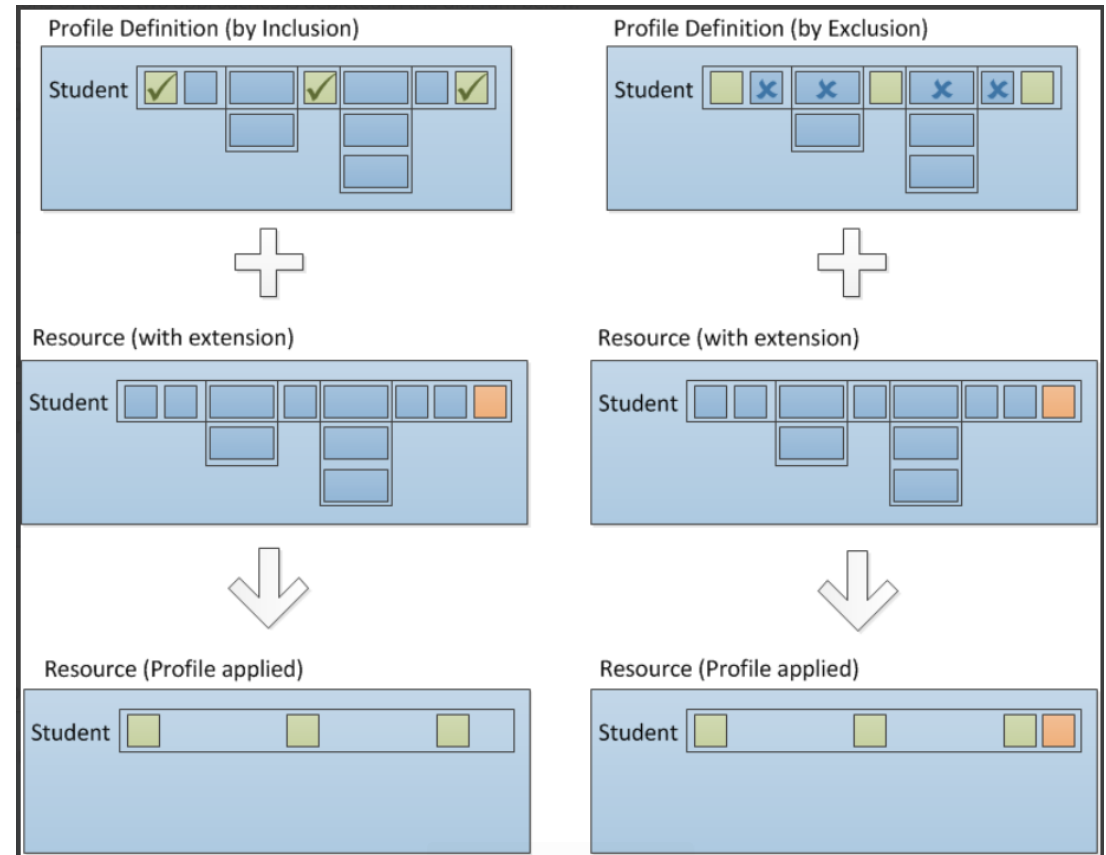 Profile Definition (by Inclusion)
Student
Resource (with extension)
Student
Resource (Profile applied)
Student
Profile Definition (by Exclusion)
Student
Resource (with extension)
Student
Resource (Profile applied)
Student